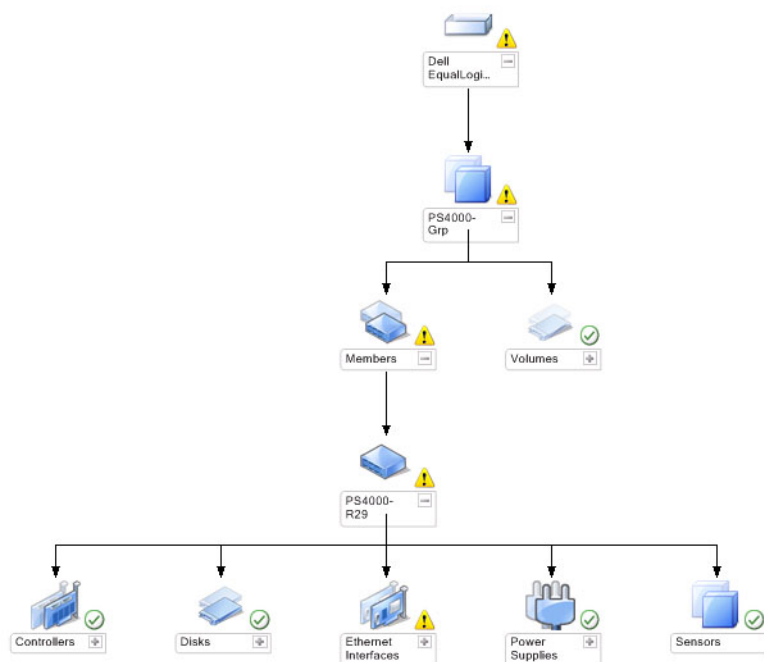 Dell
EqualLogi...
PS4000-
Grp
Members
Volumes
PS4000-
R29
Controllers
Disks
Ethernet
Interfaces
Power
Supplies
Sensors